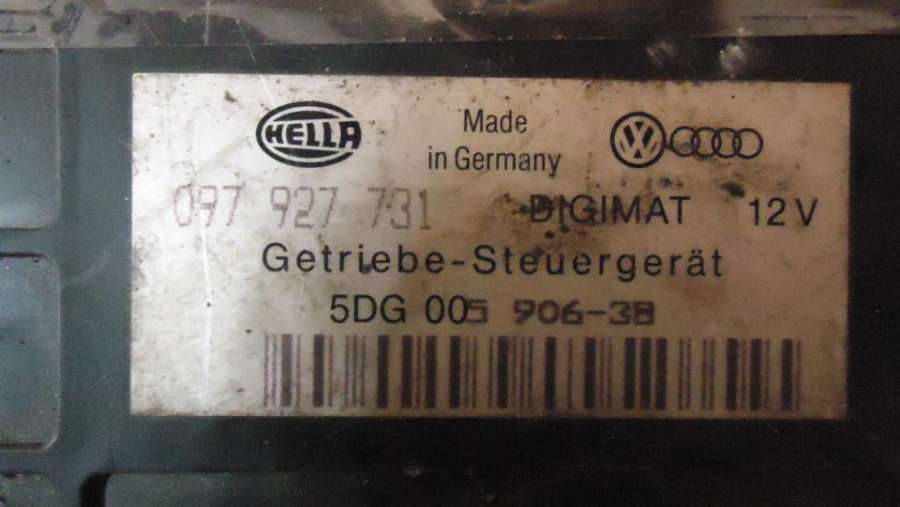 HELLA
Made
in Germany
097 927 731 DIGIMAT 12 V
Getriebe-Steuergerät
5DG 005 906-38